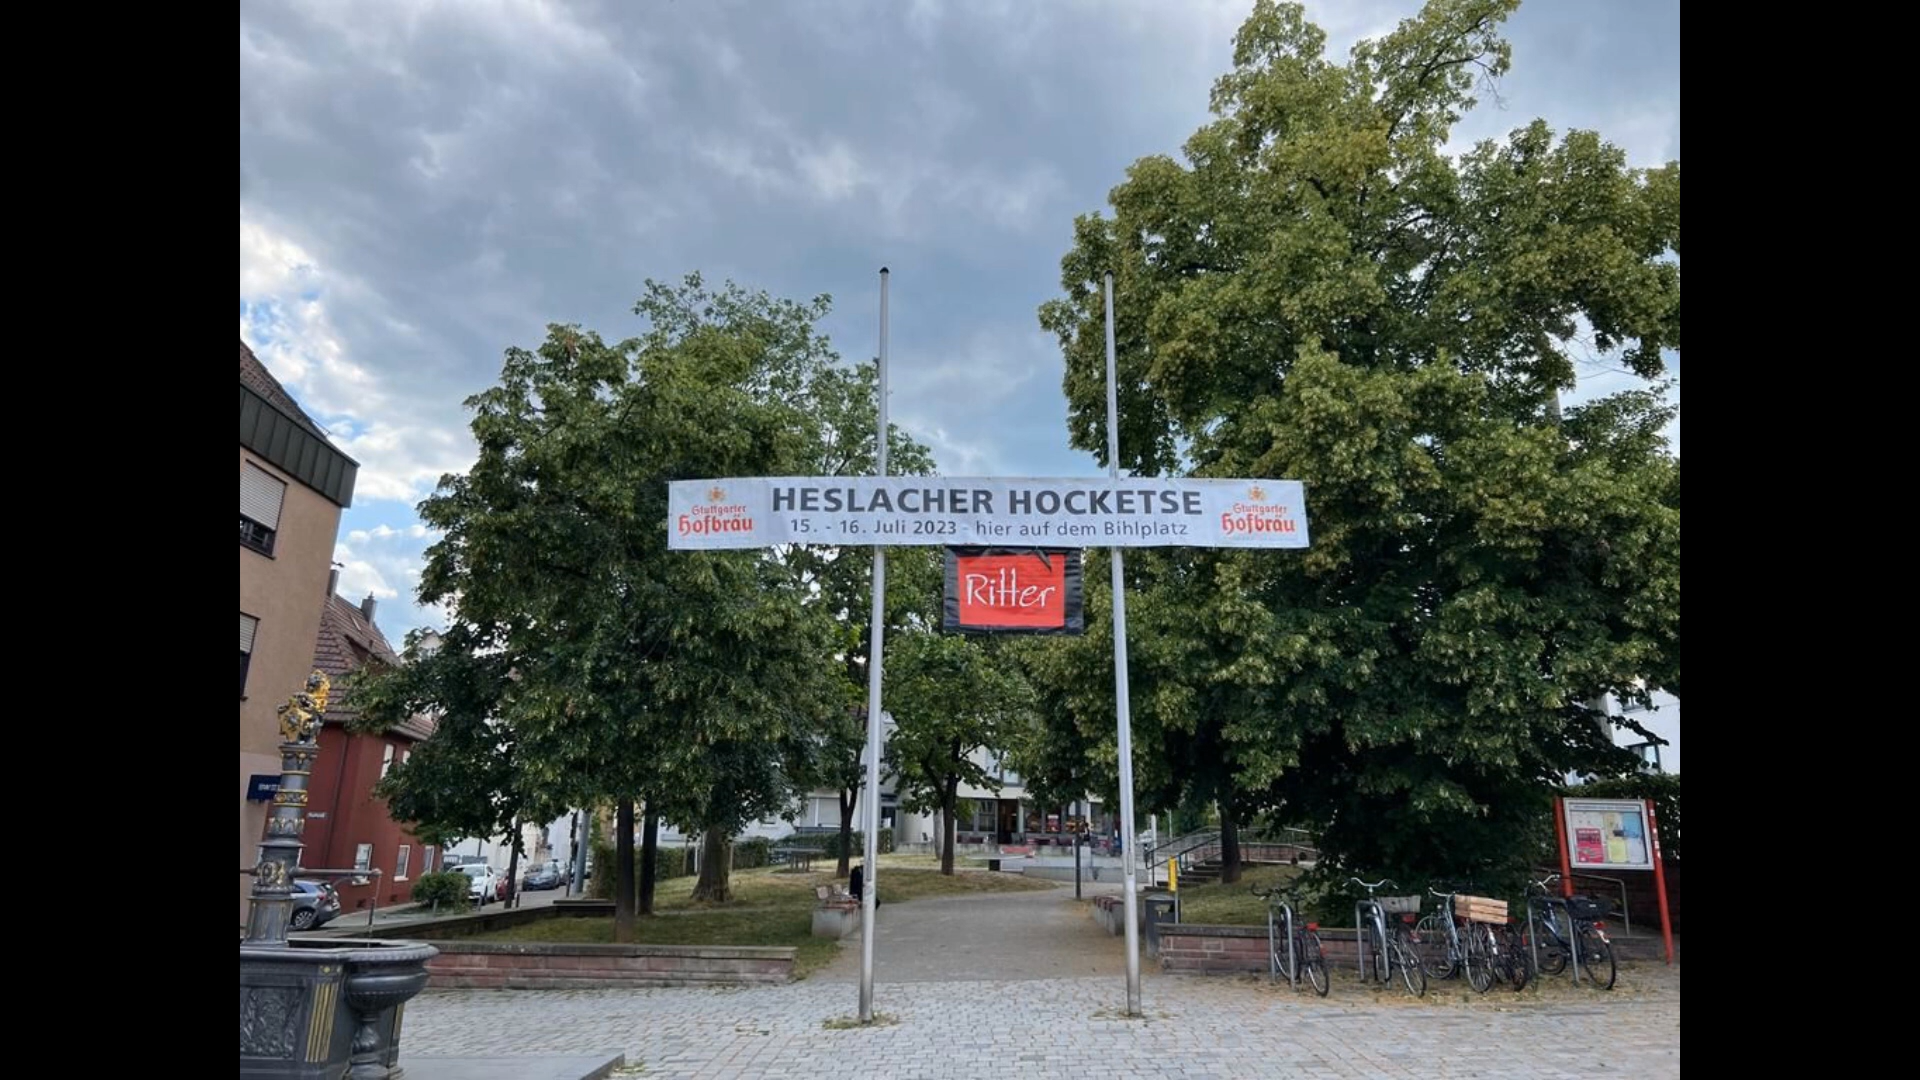 Stuttgarter
Hofbräu
HESLACHER HOCKETSE
15. - 16. Juli 2023 - hier auf dem Bihlplatz
Stuttgarter
Hofbräu
Ritter